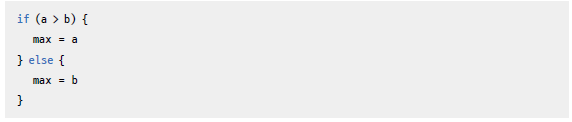 if (a > b) {
    max = a
} else {
    max = b
}